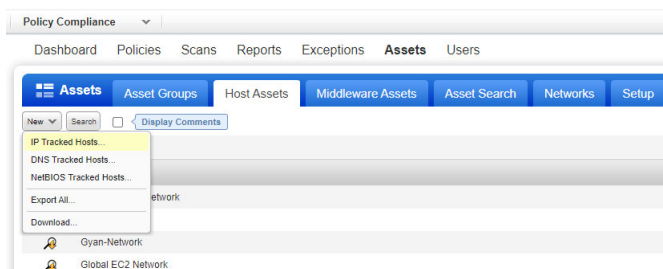 Policy Compliance
Dashboard Policies Scans Reports Exceptions Assets Users
Assets Asset Groups Host Assets Middleware Assets Asset Search Networks Setup
New Search Display Comments
IP Tracked Hosts...
DNS Tracked Hosts...
NetBIOS Tracked Hosts...
Export All... etwork
Download...
Gyan-Network
Global EC2 Network